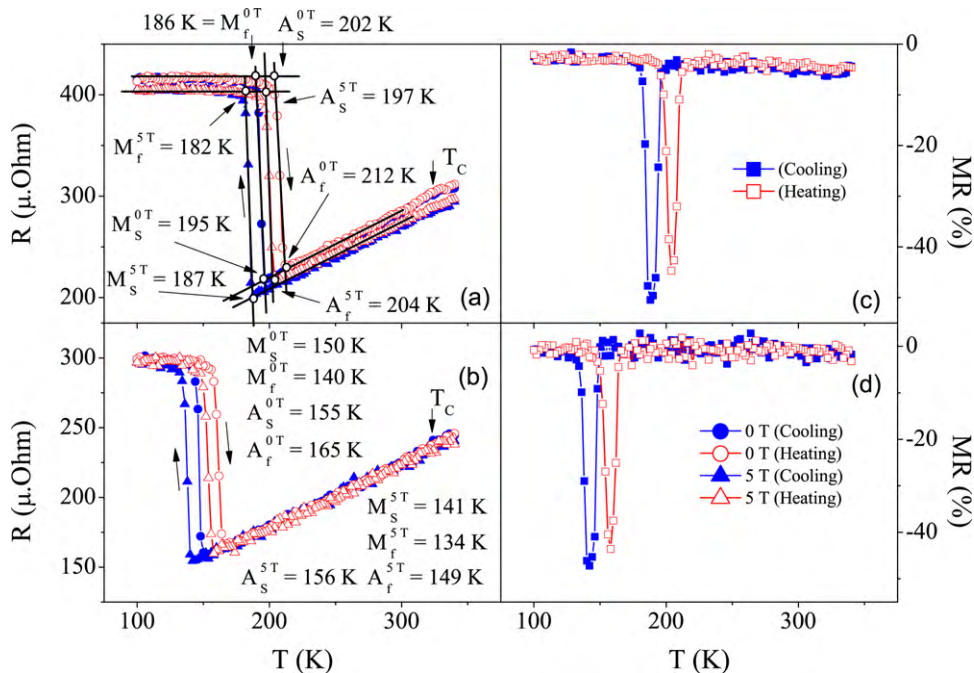 186 K = M_f^{0 T}
A_S^{0 T} = 202 K
(a)
400
A_S^{5 T} = 197 K
M_f^{5 T} = 182 K
A_f^{0 T} = 212 K
T_C
300
M_S^{0 T} = 195 K
M_S^{5 T} = 187 K
A_f^{5 T} = 204 K
200
R (μ.Ohm)
(c)
0
-20
-40
MR (%)
(Cooling)
(Heating)
(b)
300
250
200
150
R (μ.Ohm)
M_S^{0 T} = 150 K
M_f^{0 T} = 140 K
A_S^{0 T} = 155 K
A_f^{0 T} = 165 K
T_C
M_S^{5 T} = 141 K
M_f^{5 T} = 134 K
A_S^{5 T} = 156 K A_f^{5 T} = 149 K
(d)
0
-20
-40
MR (%)
0 T (Cooling)
0 T (Heating)
5 T (Cooling)
5 T (Heating)
100 200 300
T (K)
100 200 300
T (K)